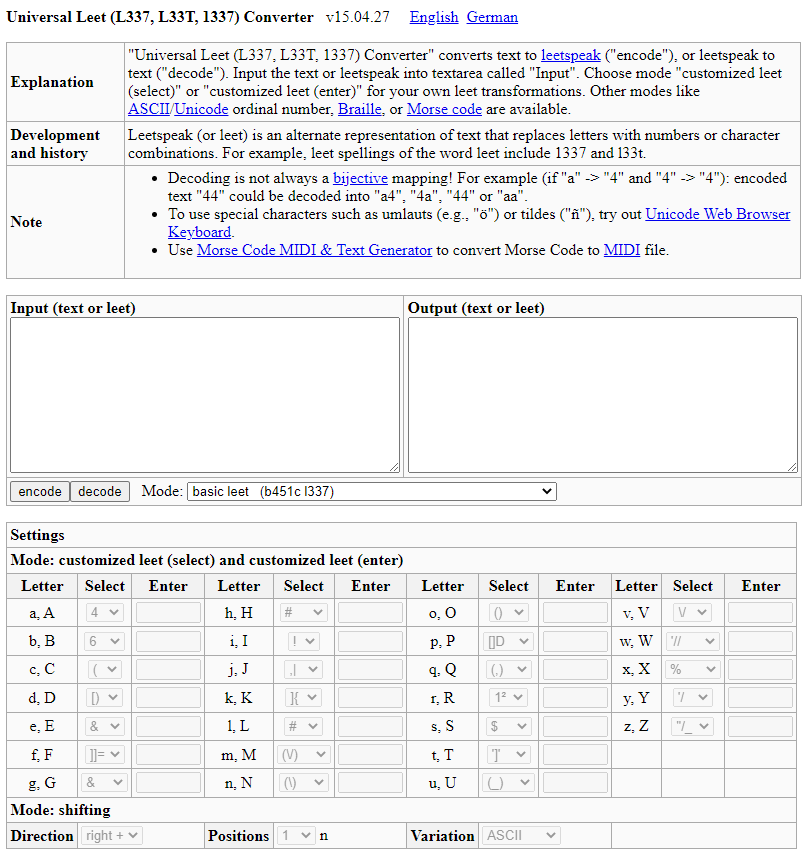 Universal Leet (L337, L33T, 1337) Converter v15.04.27 English German
Explanation
"Universal Leet (L337, L33T, 1337) Converter" converts text to leetspeak ("encode"), or leetspeak to
text ("decode"). Input the text or leetspeak into textarea called "Input". Choose mode "customized leet
(select)" or "customized leet (enter)" for your own leet transformations. Other modes like
ASCII/Unicode ordinal number, Braille, or Morse code are available.
Development
and history
Leetspeak (or leet) is an alternate representation of text that replaces letters with numbers or character
combinations. For example, leet spellings of the word leet include 1337 and l33t.
Note
• Decoding is not always a bijective mapping! For example (if "a" -> "4" and "4" -> "4"): encoded
text "44" could be decoded into "a4", "4a", "44" or "aa".
• To use special characters such as umlauts (e.g., "ö") or tildes ("ñ"), try out Unicode Web Browser
Keyboard.
• Use Morse Code MIDI & Text Generator to convert Morse Code to MIDI file.
Input (text or leet) Output (text or leet)
encode decode Mode: basic leet (b451c l337)
Settings
Mode: customized leet (select) and customized leet (enter)
Letter Select Enter Letter Select Enter Letter Select Enter Letter Select Enter
a, A 4 h, H # o, O () v, V \/
b, B 6 i, I ! p, P []D w, W '//
c, C ( j, J ,| q, Q (,) x, X %
d, D [) k, K ]{ r, R 1² y, Y '/
e, E & l, L # s, S $ z, Z "/_
f, F ]]= m, M (V) t, T ']'
g, G & n, N (\) u, U (_)
Mode: shifting
Direction right + Positions 1 n Variation ASCII